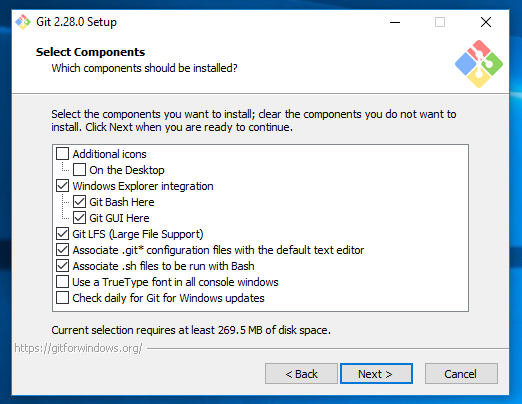 Git 2.28.0 Setup
Select Components
Which components should be installed?
Select the components you want to install; clear the components you do not want to
install. Click Next when you are ready to continue.
Additional icons
On the Desktop
Windows Explorer integration
Git Bash Here
Git GUI Here
Git LFS (Large File Support)
Associate .git* configuration files with the default text editor
Associate .sh files to be run with Bash
Use a TrueType font in all console windows
Check daily for Git for Windows updates
Current selection requires at least 269.5 MB of disk space.
https://gitforwindows.org/
< Back
Next >
Cancel